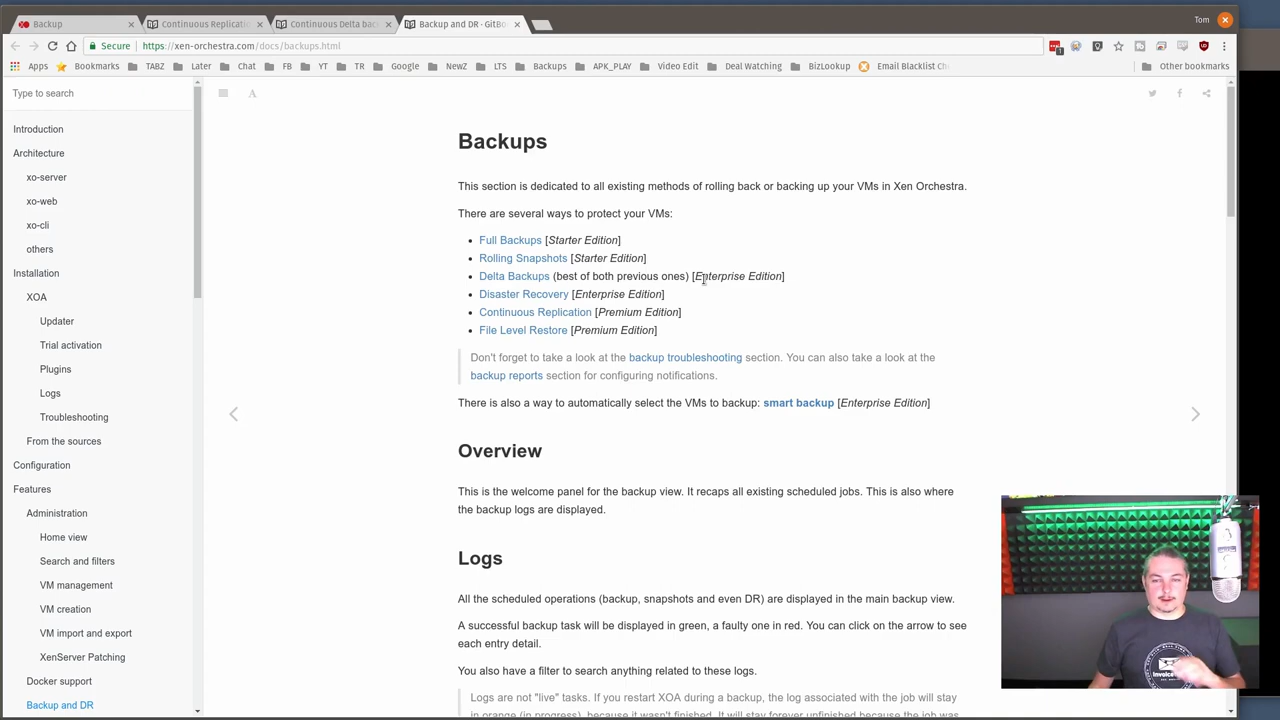 Backup
Continuous Replicatio
Continuous Delta back
Backup and DR · GitBo
Tom
Secure
https://xen-orchestra.com/docs/backups.html
Apps
Bookmarks
TABZ
Later
Chat
FB
YT
TR
Google
NewZ
LTS
Backups
APK_PLAY
Video Edit
Deal Watching
BizLookup
Email Blacklist Che
Other bookmarks
Type to search
Introduction
Architecture
xo-server
xo-web
xo-cli
others
Installation
XOA
Updater
Trial activation
Plugins
Logs
Troubleshooting
From the sources
Configuration
Features
Administration
Home view
Search and filters
VM management
VM creation
VM import and export
XenServer Patching
Docker support
Backup and DR
A
Backups
This section is dedicated to all existing methods of rolling back or backing up your VMs in Xen Orchestra.
There are several ways to protect your VMs:
• Full Backups [Starter Edition]
• Rolling Snapshots [Starter Edition]
• Delta Backups (best of both previous ones) [Enterprise Edition]
• Disaster Recovery [Enterprise Edition]
• Continuous Replication [Premium Edition]
• File Level Restore [Premium Edition]
Don't forget to take a look at the backup troubleshooting section. You can also take a look at the
backup reports section for configuring notifications.
There is also a way to automatically select the VMs to backup: smart backup [Enterprise Edition]
Overview
This is the welcome panel for the backup view. It recaps all existing scheduled jobs. This is also where
the backup logs are displayed.
Logs
All the scheduled operations (backup, snapshots and even DR) are displayed in the main backup view.
A successful backup task will be displayed in green, a faulty one in red. You can click on the arrow to see
each entry detail.
You also have a filter to search anything related to these logs.
Logs are not "live" tasks. If you restart XOA during a backup, the log associated with the job will stay
in orange (in progress), because it wasn't finished. It will stay forever unfinished because the job was
Invoice